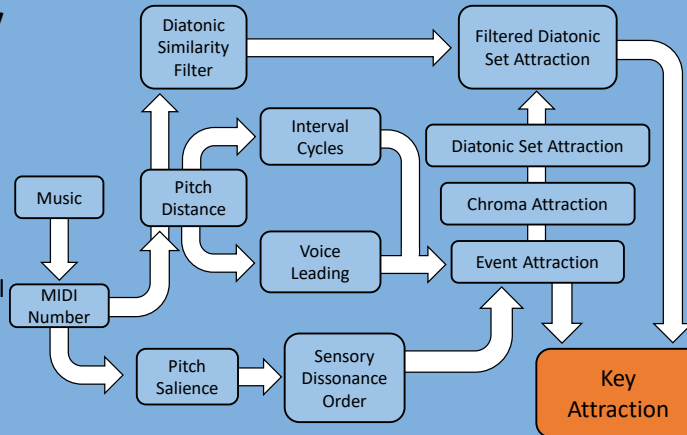 y
Diatonic
Similarity
Filter
Filtered Diatonic
Set Attraction
Interval
Cycles
Diatonic Set Attraction
Music
Pitch
Distance
Chroma Attraction
Voice
Leading
Event Attraction
MIDI
Number
Pitch
Salience
Sensory
Dissonance
Order
Key
Attraction